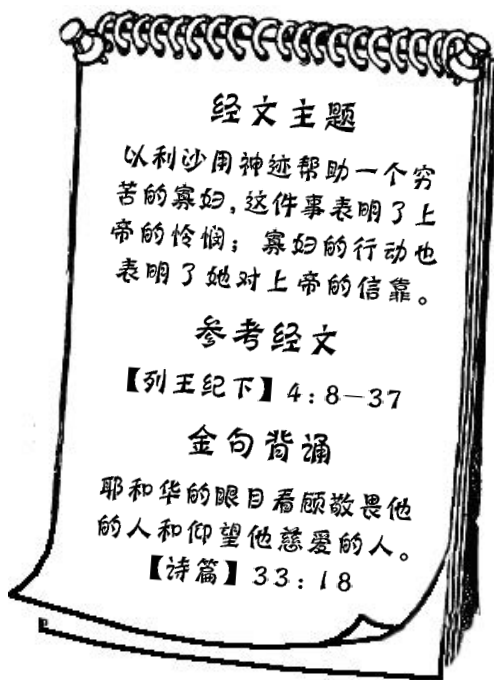 经文主题
以利沙用神迹帮助一个穷
苦的寡妇，这件事表明了上
帝的怜悯；寡妇的行动也
表明了她对上帝的信靠。
参考经文
【列王纪下】4：8－37
金句背诵
耶和华的眼目看顾敬畏他
的人和仰望他慈爱的人。
【诗篇】33：18